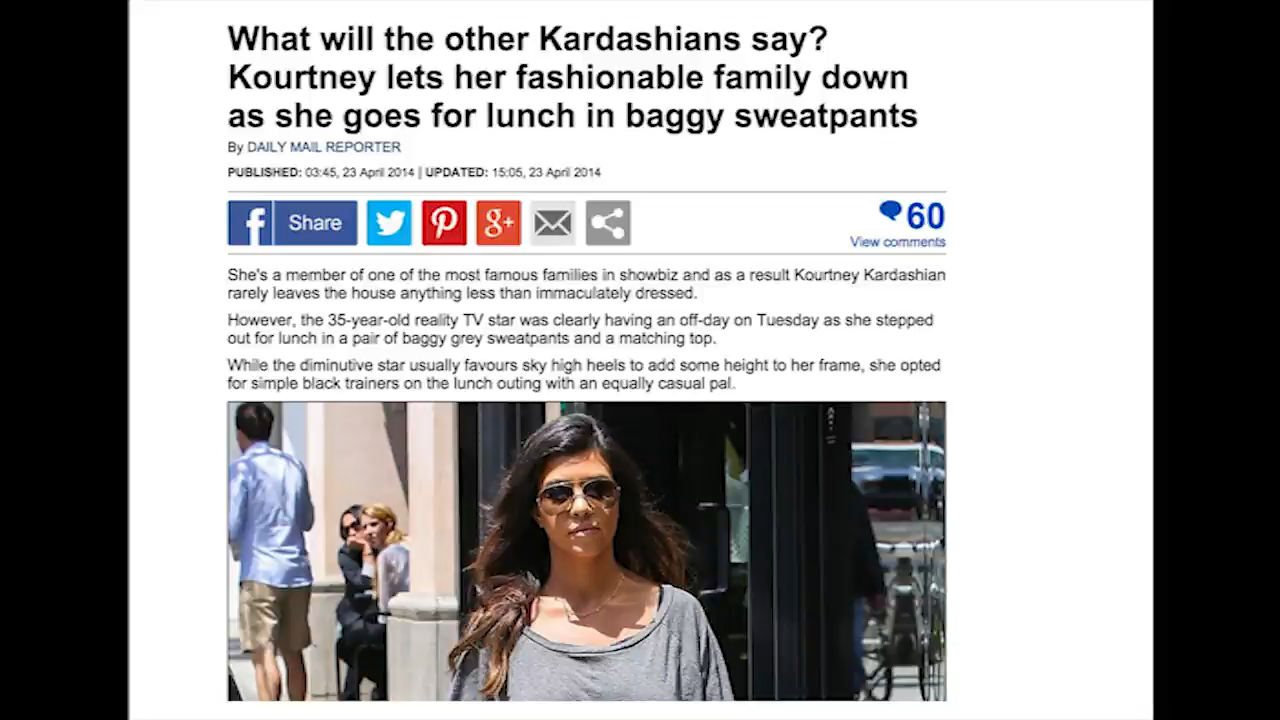 What will the other Kardashians say?
Kourtney lets her fashionable family down
as she goes for lunch in baggy sweatpants
By DAILY MAIL REPORTER
PUBLISHED: 03:45, 23 April 2014 | UPDATED: 15:05, 23 April 2014
f Share
g+
60
View comments
She's a member of one of the most famous families in showbiz and as a result Kourtney Kardashian
rarely leaves the house anything less than immaculately dressed.
However, the 35-year-old reality TV star was clearly having an off-day on Tuesday as she stepped
out for lunch in a pair of baggy grey sweatpants and a matching top.
While the diminutive star usually favours sky high heels to add some height to her frame, she opted
for simple black trainers on the lunch outing with an equally casual pal.